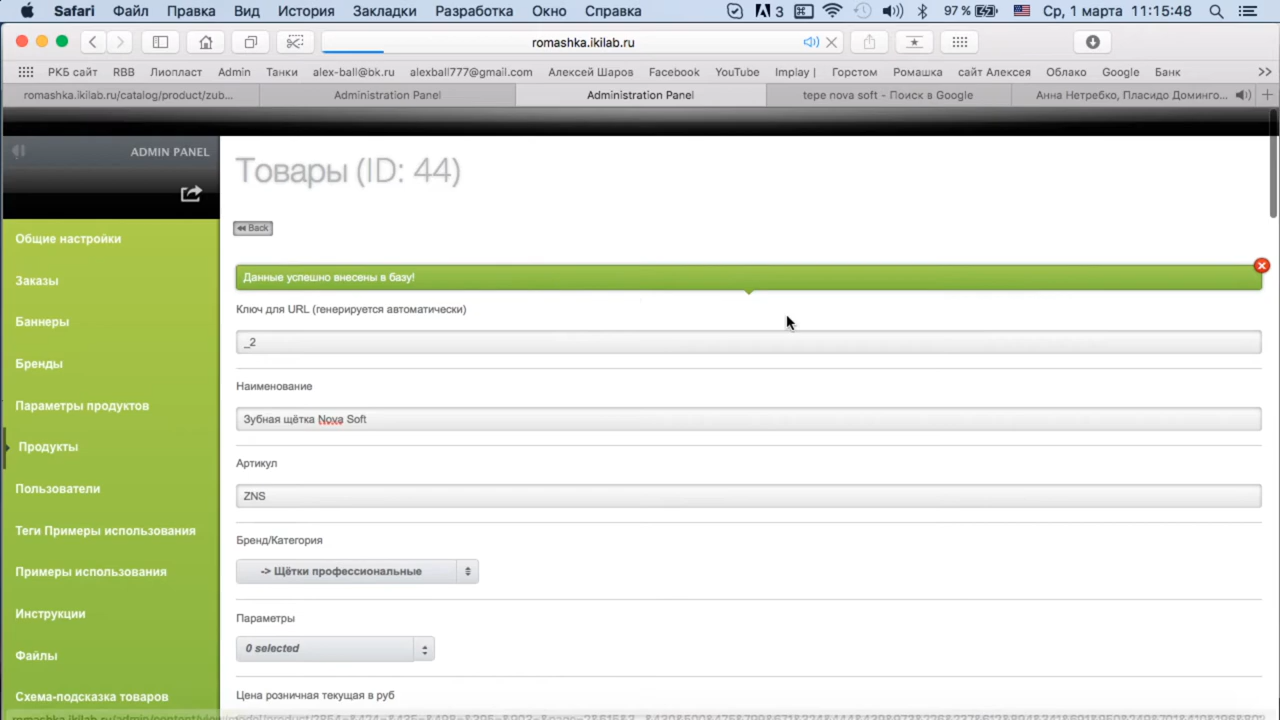 Safari Файл Правка Вид История Закладки Разработка Окно Справка 3 97 % Ср, 1 марта 11:15:48
romashka.ikilab.ru
РКБ сайт RBB Лиопласт Admin Танки alex-ball@bk.ru alexball777@gmail.com Алексей Шаров Facebook YouTube Implay | Горстом Ромашка сайт Алексея Облако Google Банк >>
romashka.ikilab.ru/catalog/product/zub... Administration Panel Administration Panel tepe nova soft - Поиск в Google Анна Нетребко, Пласидо Доминго...
ADMIN PANEL
Товары (ID: 44)
Back
Общие настройки
Заказы
Баннеры
Бренды
Параметры продуктов
Продукты
Пользователи
Теги Примеры использования
Примеры использования
Инструкции
Файлы
Схема-подсказка товаров
Данные успешно внесены в базу!
Ключ для URL (генерируется автоматически)
_2
Наименование
Зубная щётка Nova Soft
Артикул
ZNS
Бренд/Категория
-> Щётки профессиональные
Параметры
0 selected
Цена розничная текущая в руб